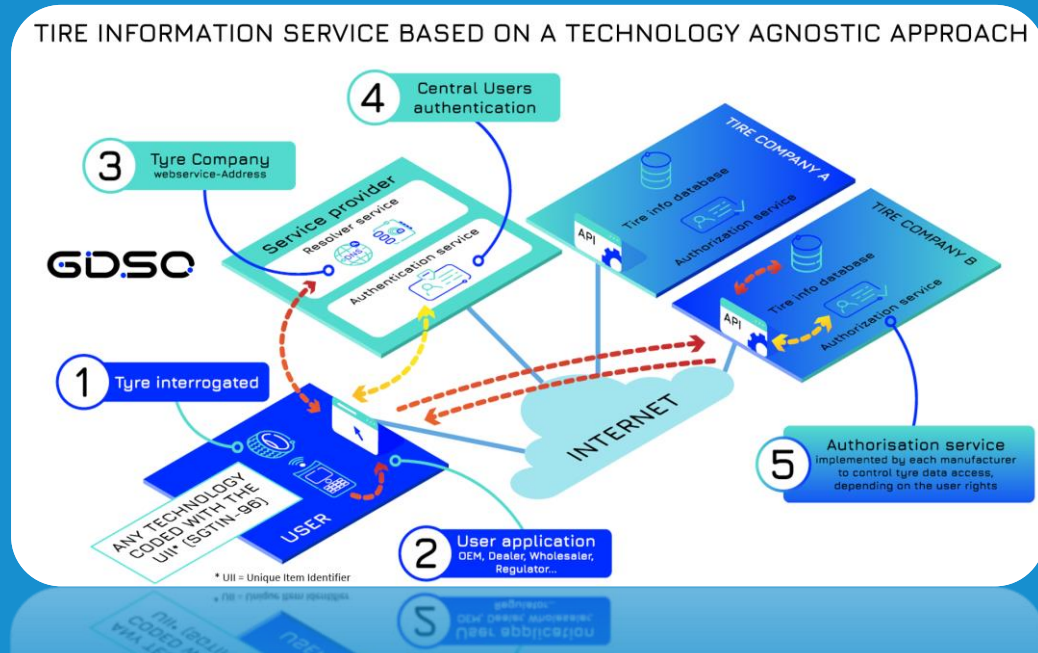 TIRE INFORMATION SERVICE BASED ON A TECHNOLOGY AGNOSTIC APPROACH
4
Central Users
authentication
3
Tyre Company
webservice-Address
GDSO
Service provider
Resolver service
DNS
Authentication service
TIRE COMPANY A
Tire info database
API
Authorization service
TIRE COMPANY B
Tire info database
API
Authorization service
1
Tyre interrogated
INTERNET
USER
ANY TECHNOLOGY
CODED WITH THE
UII* (SGTIN-96)
2
User application
OEM, Dealer, Wholesaler,
Regulator...
5
Authorisation service
implemented by each manufacturer
to control tyre data access,
depending on the user rights
* UII = Unique Item Identifier